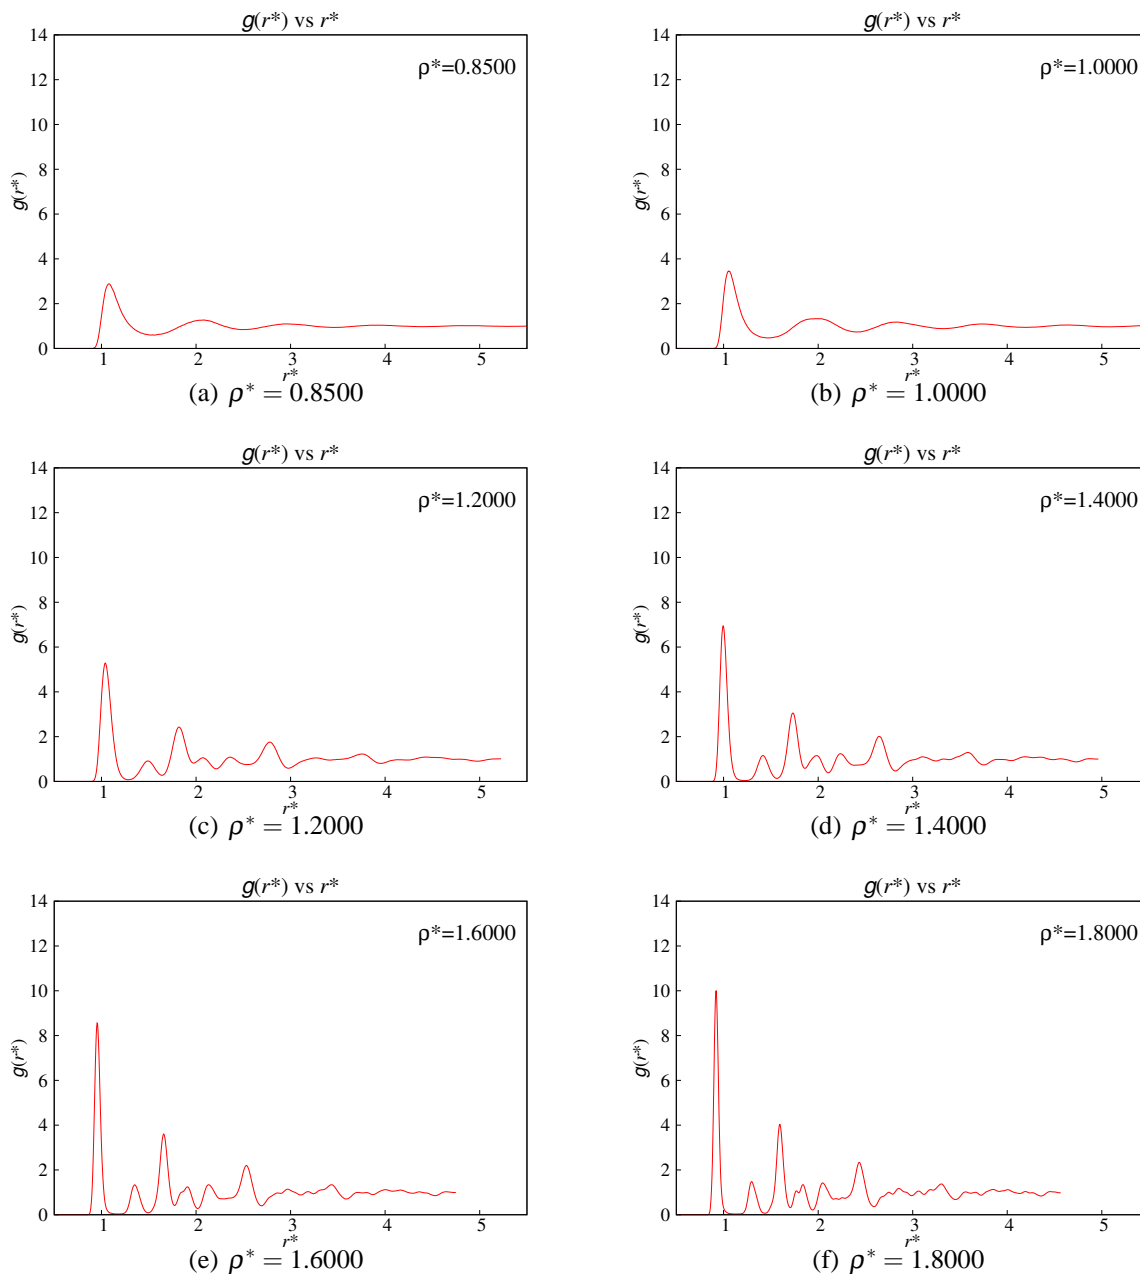 g(r*) vs r*
14
12
10
8
6
4
2
0
g(r*)
ρ*=0.8500
1 2 3 4 5
r*
(a) ρ* = 0.8500
g(r*) vs r*
14
12
10
8
6
4
2
0
g(r*)
ρ*=1.0000
1 2 3 4 5
r*
(b) ρ* = 1.0000
g(r*) vs r*
14
12
10
8
6
4
2
0
g(r*)
ρ*=1.2000
1 2 3 4 5
r*
(c) ρ* = 1.2000
g(r*) vs r*
14
12
10
8
6
4
2
0
g(r*)
ρ*=1.4000
1 2 3 4 5
r*
(d) ρ* = 1.4000
g(r*) vs r*
14
12
10
8
6
4
2
0
g(r*)
ρ*=1.6000
1 2 3 4 5
r*
(e) ρ* = 1.6000
g(r*) vs r*
14
12
10
8
6
4
2
0
g(r*)
ρ*=1.8000
1 2 3 4 5
r*
(f) ρ* = 1.8000